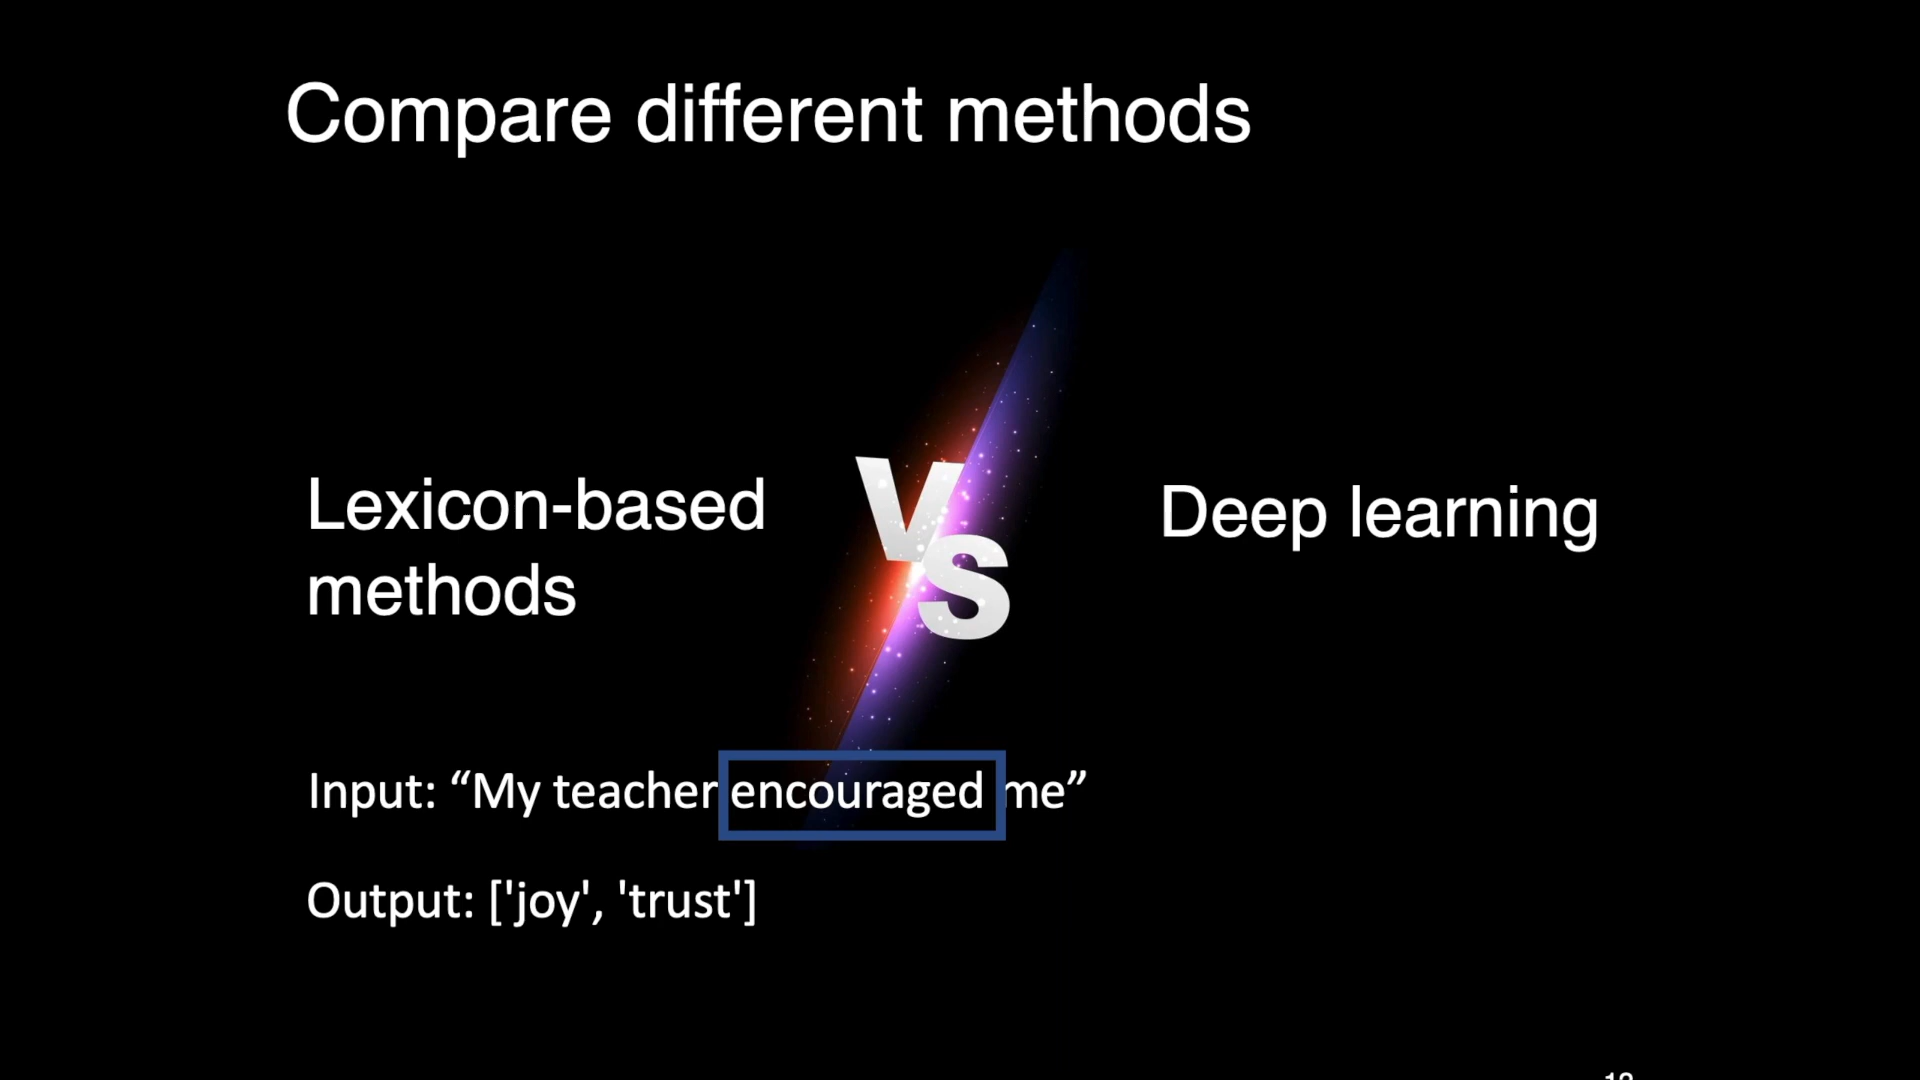 Compare different methods
Lexicon-based
methods
VS
Deep learning
Input: “My teacher encouraged me”
Output: ['joy', 'trust']